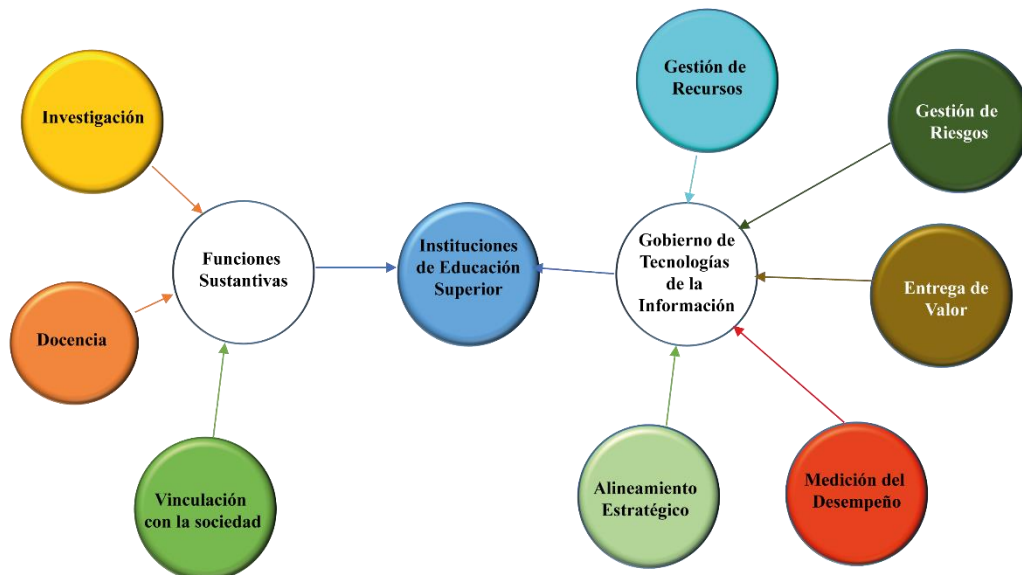 Investigación
Docencia
Vinculación
con la sociedad
Funciones
Sustantivas
Instituciones
de Educación
Superior
Gobierno de
Tecnologías
de la
Información
Gestión de
Recursos
Gestión de
Riesgos
Entrega de
Valor
Medición del
Desempeño
Alineamiento
Estratégico